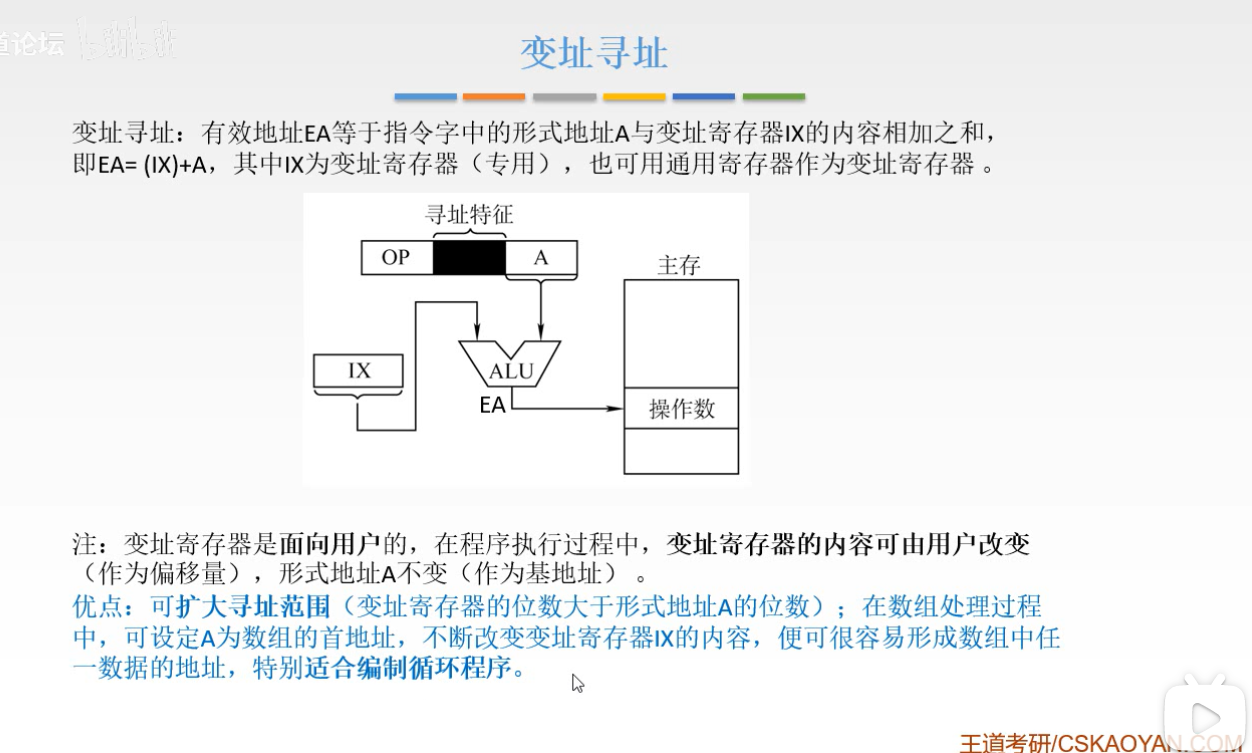 道论坛
变址寻址
变址寻址：有效地址EA等于指令字中的形式地址A与变址寄存器IX的内容相加之和，
即EA= (IX)+A，其中IX为变址寄存器（专用），也可用通用寄存器作为变址寄存器 。
寻址特征
OP
A
主存
IX
ALU
EA
操作数
注：变址寄存器是面向用户的，在程序执行过程中，变址寄存器的内容可由用户改变
（作为偏移量），形式地址A不变（作为基地址） 。
优点：可扩大寻址范围（变址寄存器的位数大于形式地址A的位数）；在数组处理过程
中，可设定A为数组的首地址，不断改变变址寄存器IX的内容，便可很容易形成数组中任
一数据的地址，特别适合编制循环程序。
王道考研/CSKAOYAN.COM